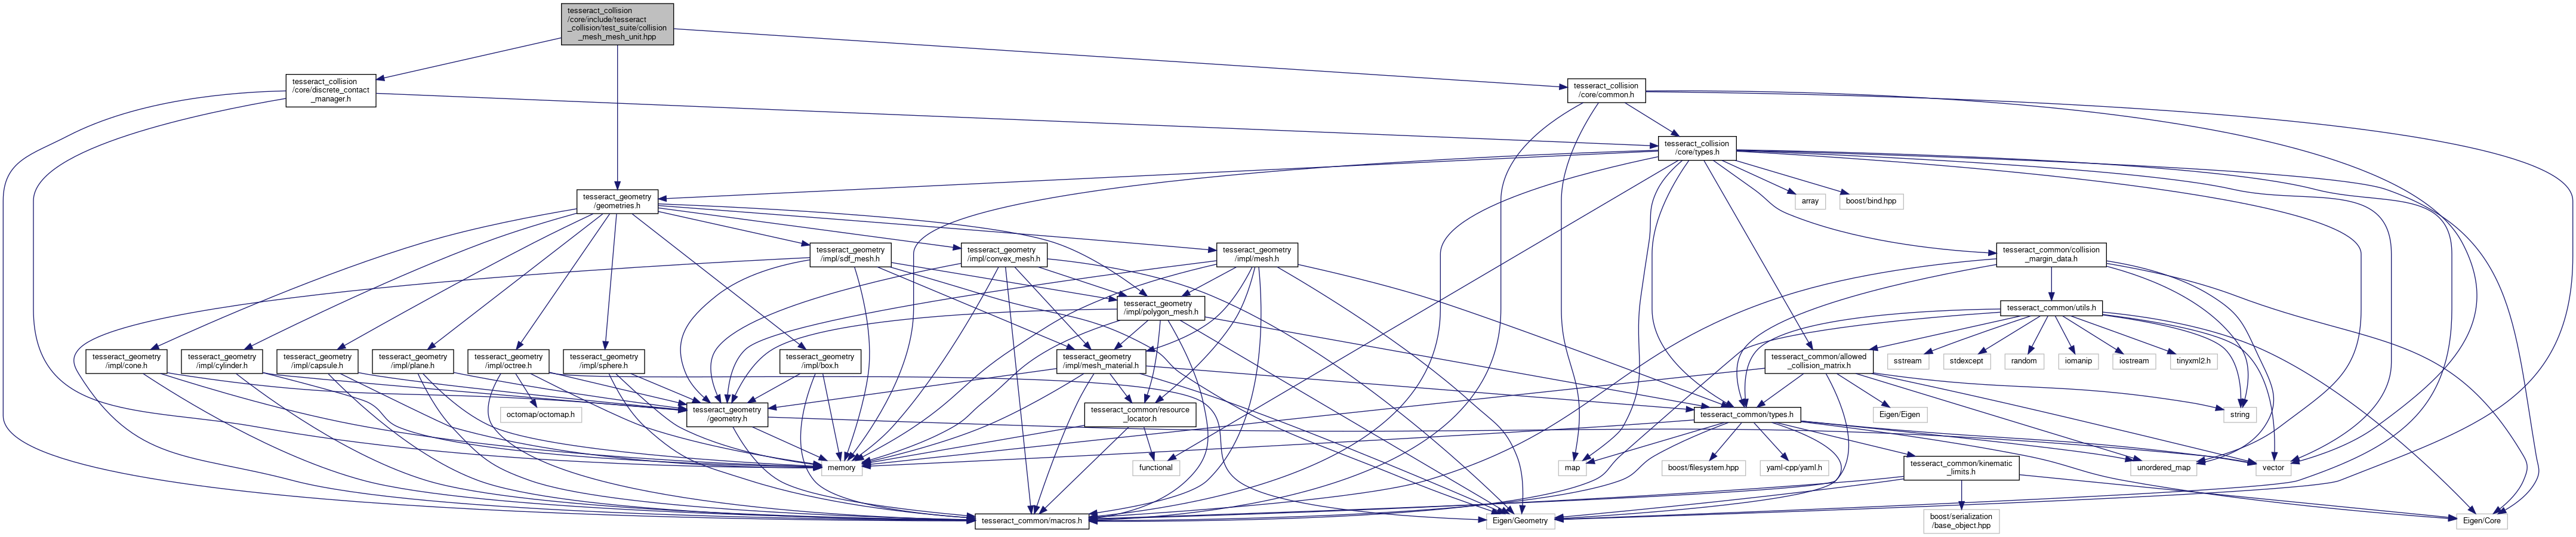 tesseract_collision
/core/include/tesseract
_collision/test_suite/collision
_mesh_mesh_unit.hpp
tesseract_collision
/core/discrete_contact
_manager.h
tesseract_collision
/core/common.h
tesseract_collision
/core/types.h
tesseract_geometry
/geometries.h
array
boost/bind.hpp
tesseract_geometry
/impl/sdf_mesh.h
tesseract_geometry
/impl/convex_mesh.h
tesseract_geometry
/impl/mesh.h
tesseract_common/collision
_margin_data.h
tesseract_geometry
/impl/polygon_mesh.h
tesseract_common/utils.h
tesseract_geometry
/impl/cone.h
tesseract_geometry
/impl/cylinder.h
tesseract_geometry
/impl/capsule.h
tesseract_geometry
/impl/plane.h
tesseract_geometry
/impl/octree.h
tesseract_geometry
/impl/sphere.h
tesseract_geometry
/impl/box.h
tesseract_geometry
/impl/mesh_material.h
tesseract_common/allowed
_collision_matrix.h
sstream
stdexcept
random
iomanip
iostream
tinyxml2.h
octomap/octomap.h
tesseract_geometry
/geometry.h
tesseract_common/resource
_locator.h
tesseract_common/types.h
Eigen/Eigen
string
memory
functional
map
boost/filesystem.hpp
yaml-cpp/yaml.h
tesseract_common/kinematic
_limits.h
unordered_map
vector
tesseract_common/macros.h
Eigen/Geometry
boost/serialization
/base_object.hpp
Eigen/Core